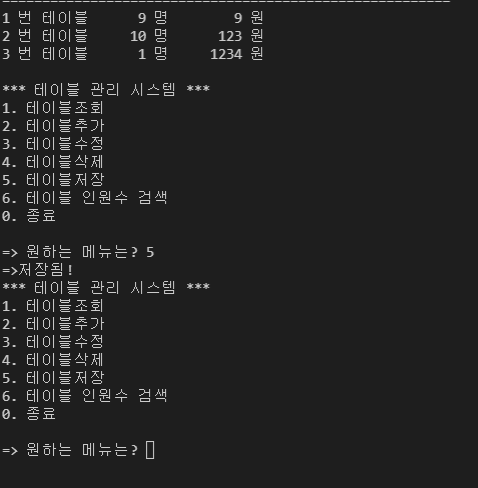 1 번 테이블 9 명 9 원
2 번 테이블 10 명 123 원
3 번 테이블 1 명 1234 원
*** 테이블 관리 시스템 ***
1. 테이블조회
2. 테이블추가
3. 테이블수정
4. 테이블삭제
5. 테이블저장
6. 테이블 인원수 검색
0. 종료
=> 원하는 메뉴는? 5
=>저장됨!
*** 테이블 관리 시스템 ***
1. 테이블조회
2. 테이블추가
3. 테이블수정
4. 테이블삭제
5. 테이블저장
6. 테이블 인원수 검색
0. 종료
=> 원하는 메뉴는?